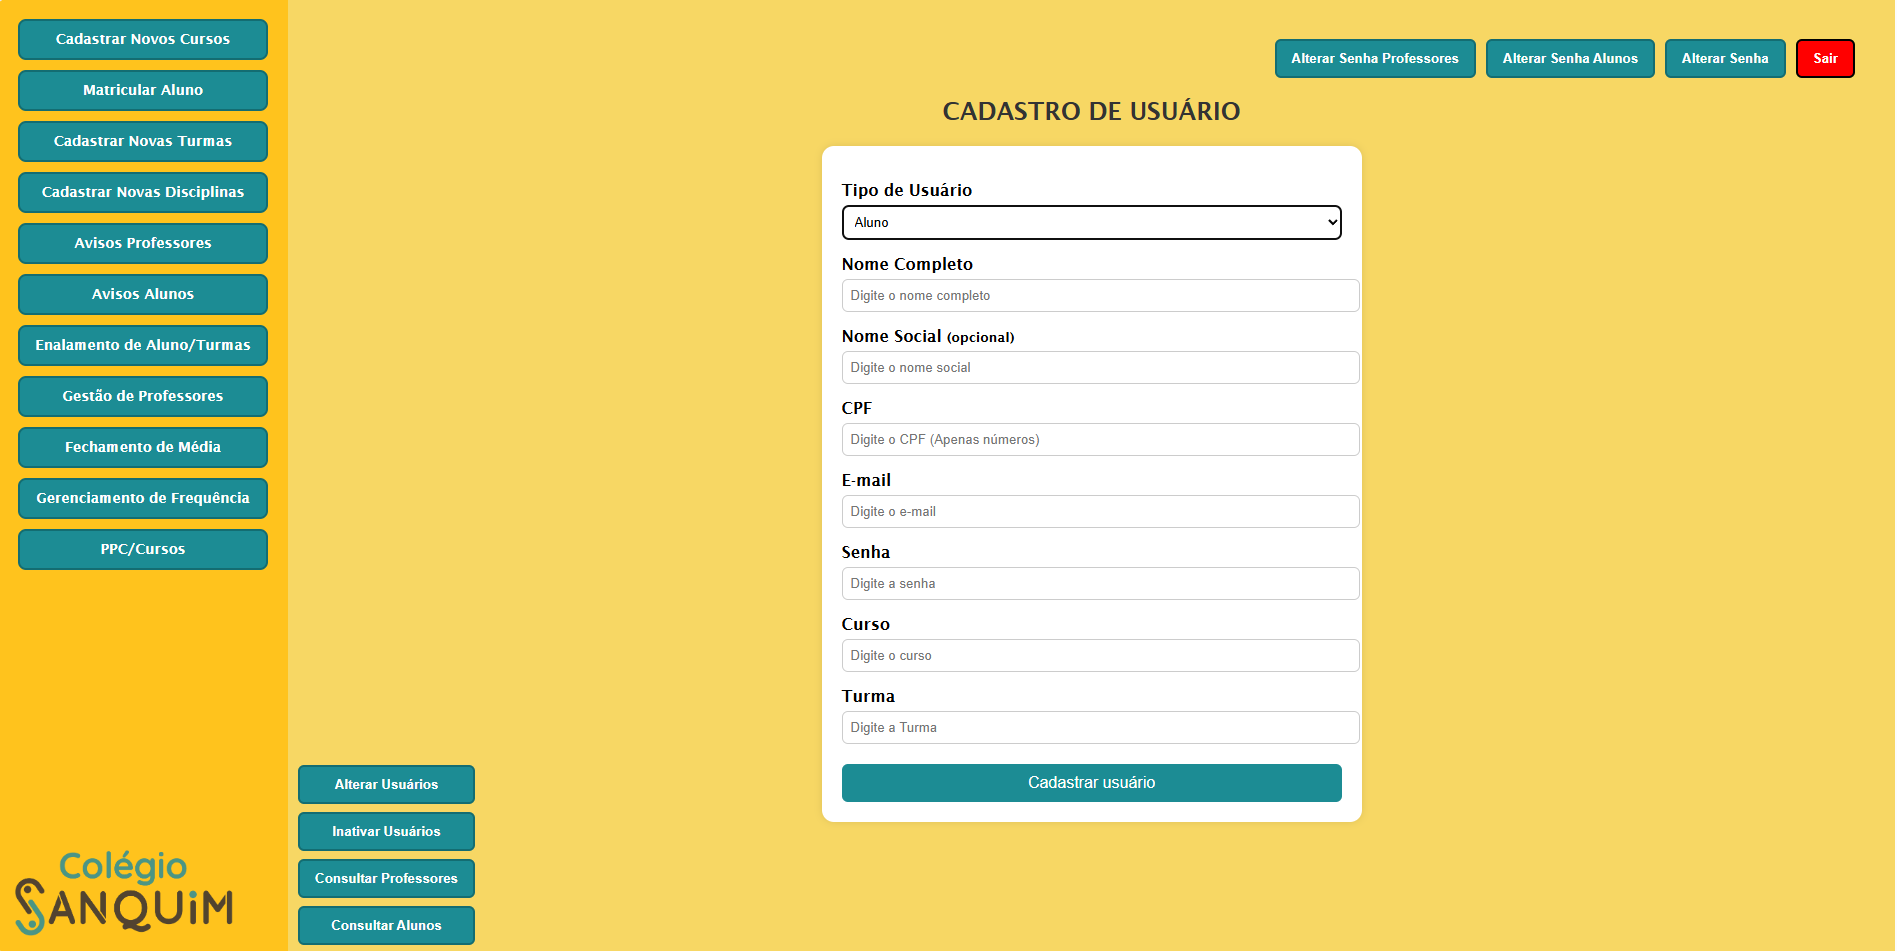 Cadastrar Novos Cursos
Matricular Aluno
Cadastrar Novas Turmas
Cadastrar Novas Disciplinas
Avisos Professores
Avisos Alunos
Enalamento de Aluno/Turmas
Gestão de Professores
Fechamento de Média
Gerenciamento de Frequência
PPC/Cursos
Colégio
SANQUiM
Alterar Senha Professores
Alterar Senha Alunos
Alterar Senha
Sair
CADASTRO DE USUÁRIO
Tipo de Usuário
Aluno
Nome Completo
Digite o nome completo
Nome Social (opcional)
Digite o nome social
CPF
Digite o CPF (Apenas números)
E-mail
Digite o e-mail
Senha
Digite a senha
Curso
Digite o curso
Turma
Digite a Turma
Cadastrar usuário
Alterar Usuários
Inativar Usuários
Consultar Professores
Consultar Alunos